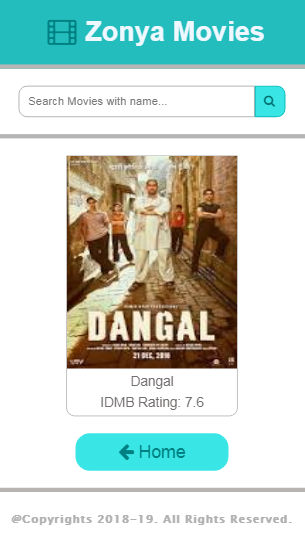 Zonya Movies
Search Movies with name...
DANGAL
21 DEC, 2016
Dangal
IDMB Rating: 7.6
Home
@Copyrights 2018-19. All Rights Reserved.